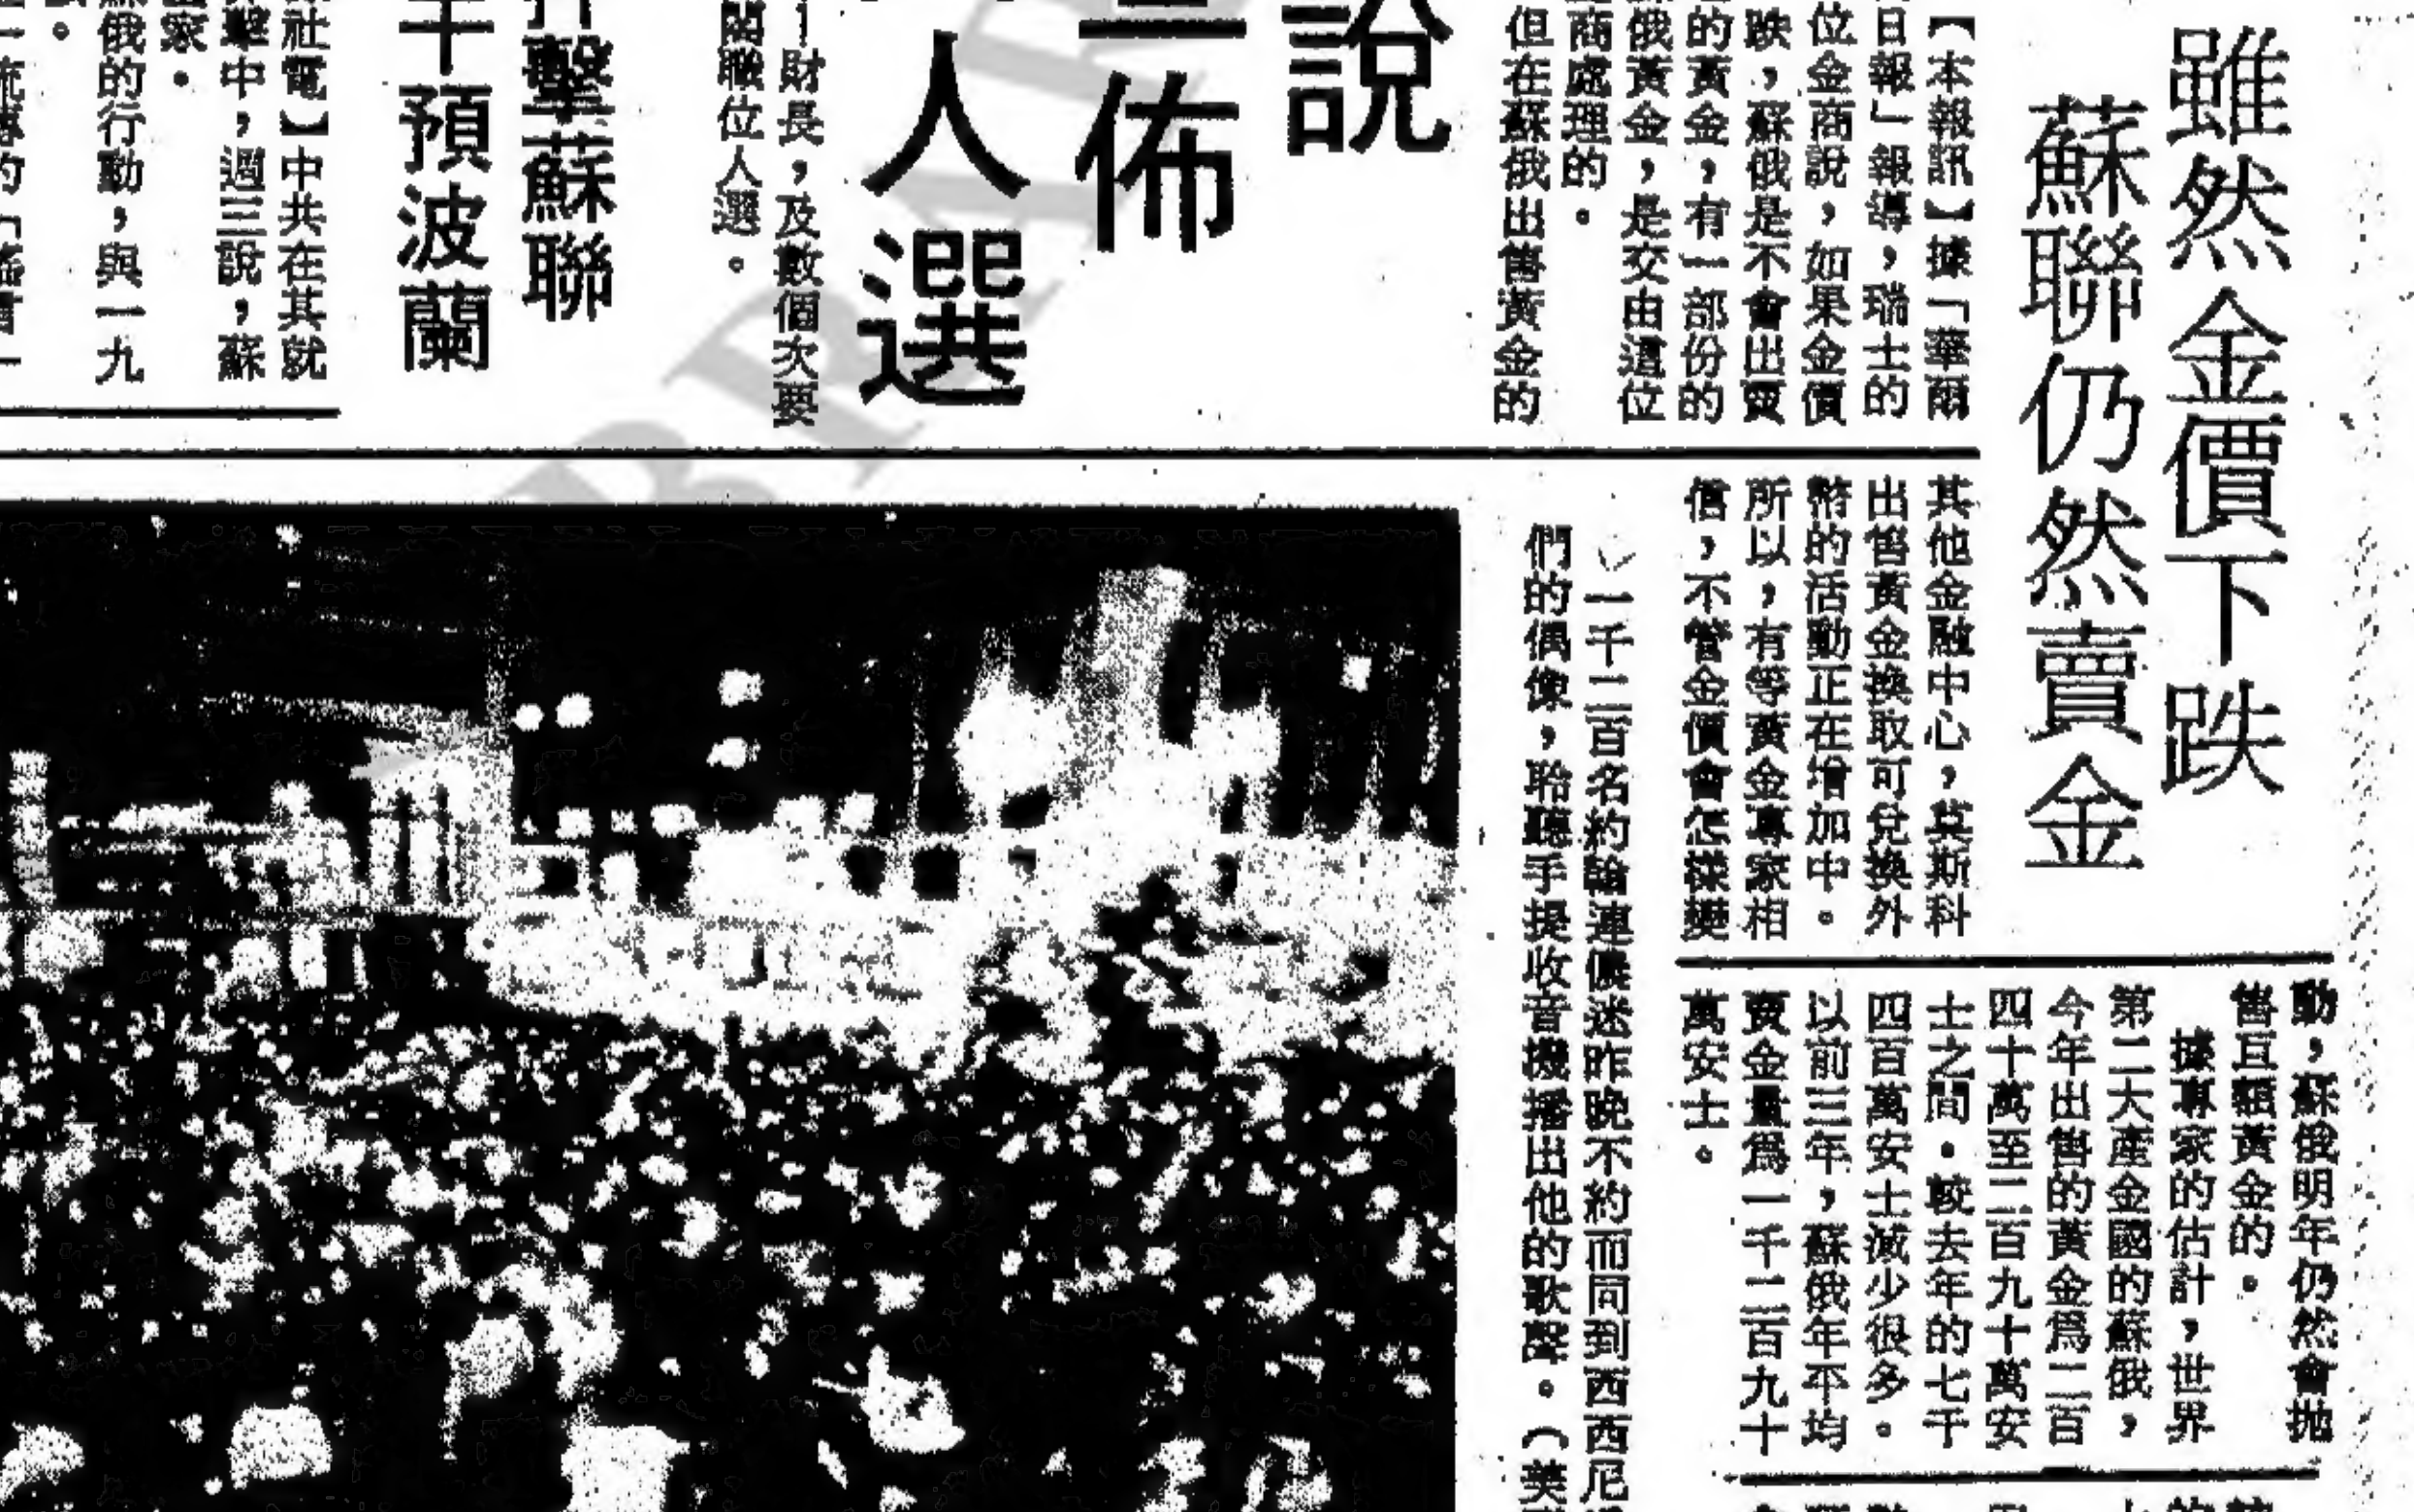 雖然金價下跌
蘇聯仍然賣金
【本報訊】據「華爾
日報」報導，瑞士的
位金商說，如果金價
跌，蘇俄是不會出賣
的黃金，有一部份的
俄黃金，是交由這位
商處理的。
但在蘇俄出售黃金的
其他金融中心，莫斯科
出售黃金換取可兌換外
幣的活動正在增加中。
所以，有等黃金專家相
信，不管金價會怎樣變
動，蘇俄明年仍然會拋
售互額黃金的。
據專家的估計，世界
第二大產金國的蘇俄，
今年出售的黃金為二百
四十萬至二百九十萬安
士之間．較去年的七千
四百萬安士減少很多。
以前三年，蘇俄年平均
賣金量為一千二百九十
萬安士。
說
佈
人選
財長，及數個次要
職位人選。
擊蘇聯
干預波蘭
社電】中共在其就
擊中，週三說，蘇
家。
俄的行動，與一九
一千二百名約翰連儂迷昨晚不約而同到西西尼
們的偶像，聆聽手提收音機播出他的歌聲。（美